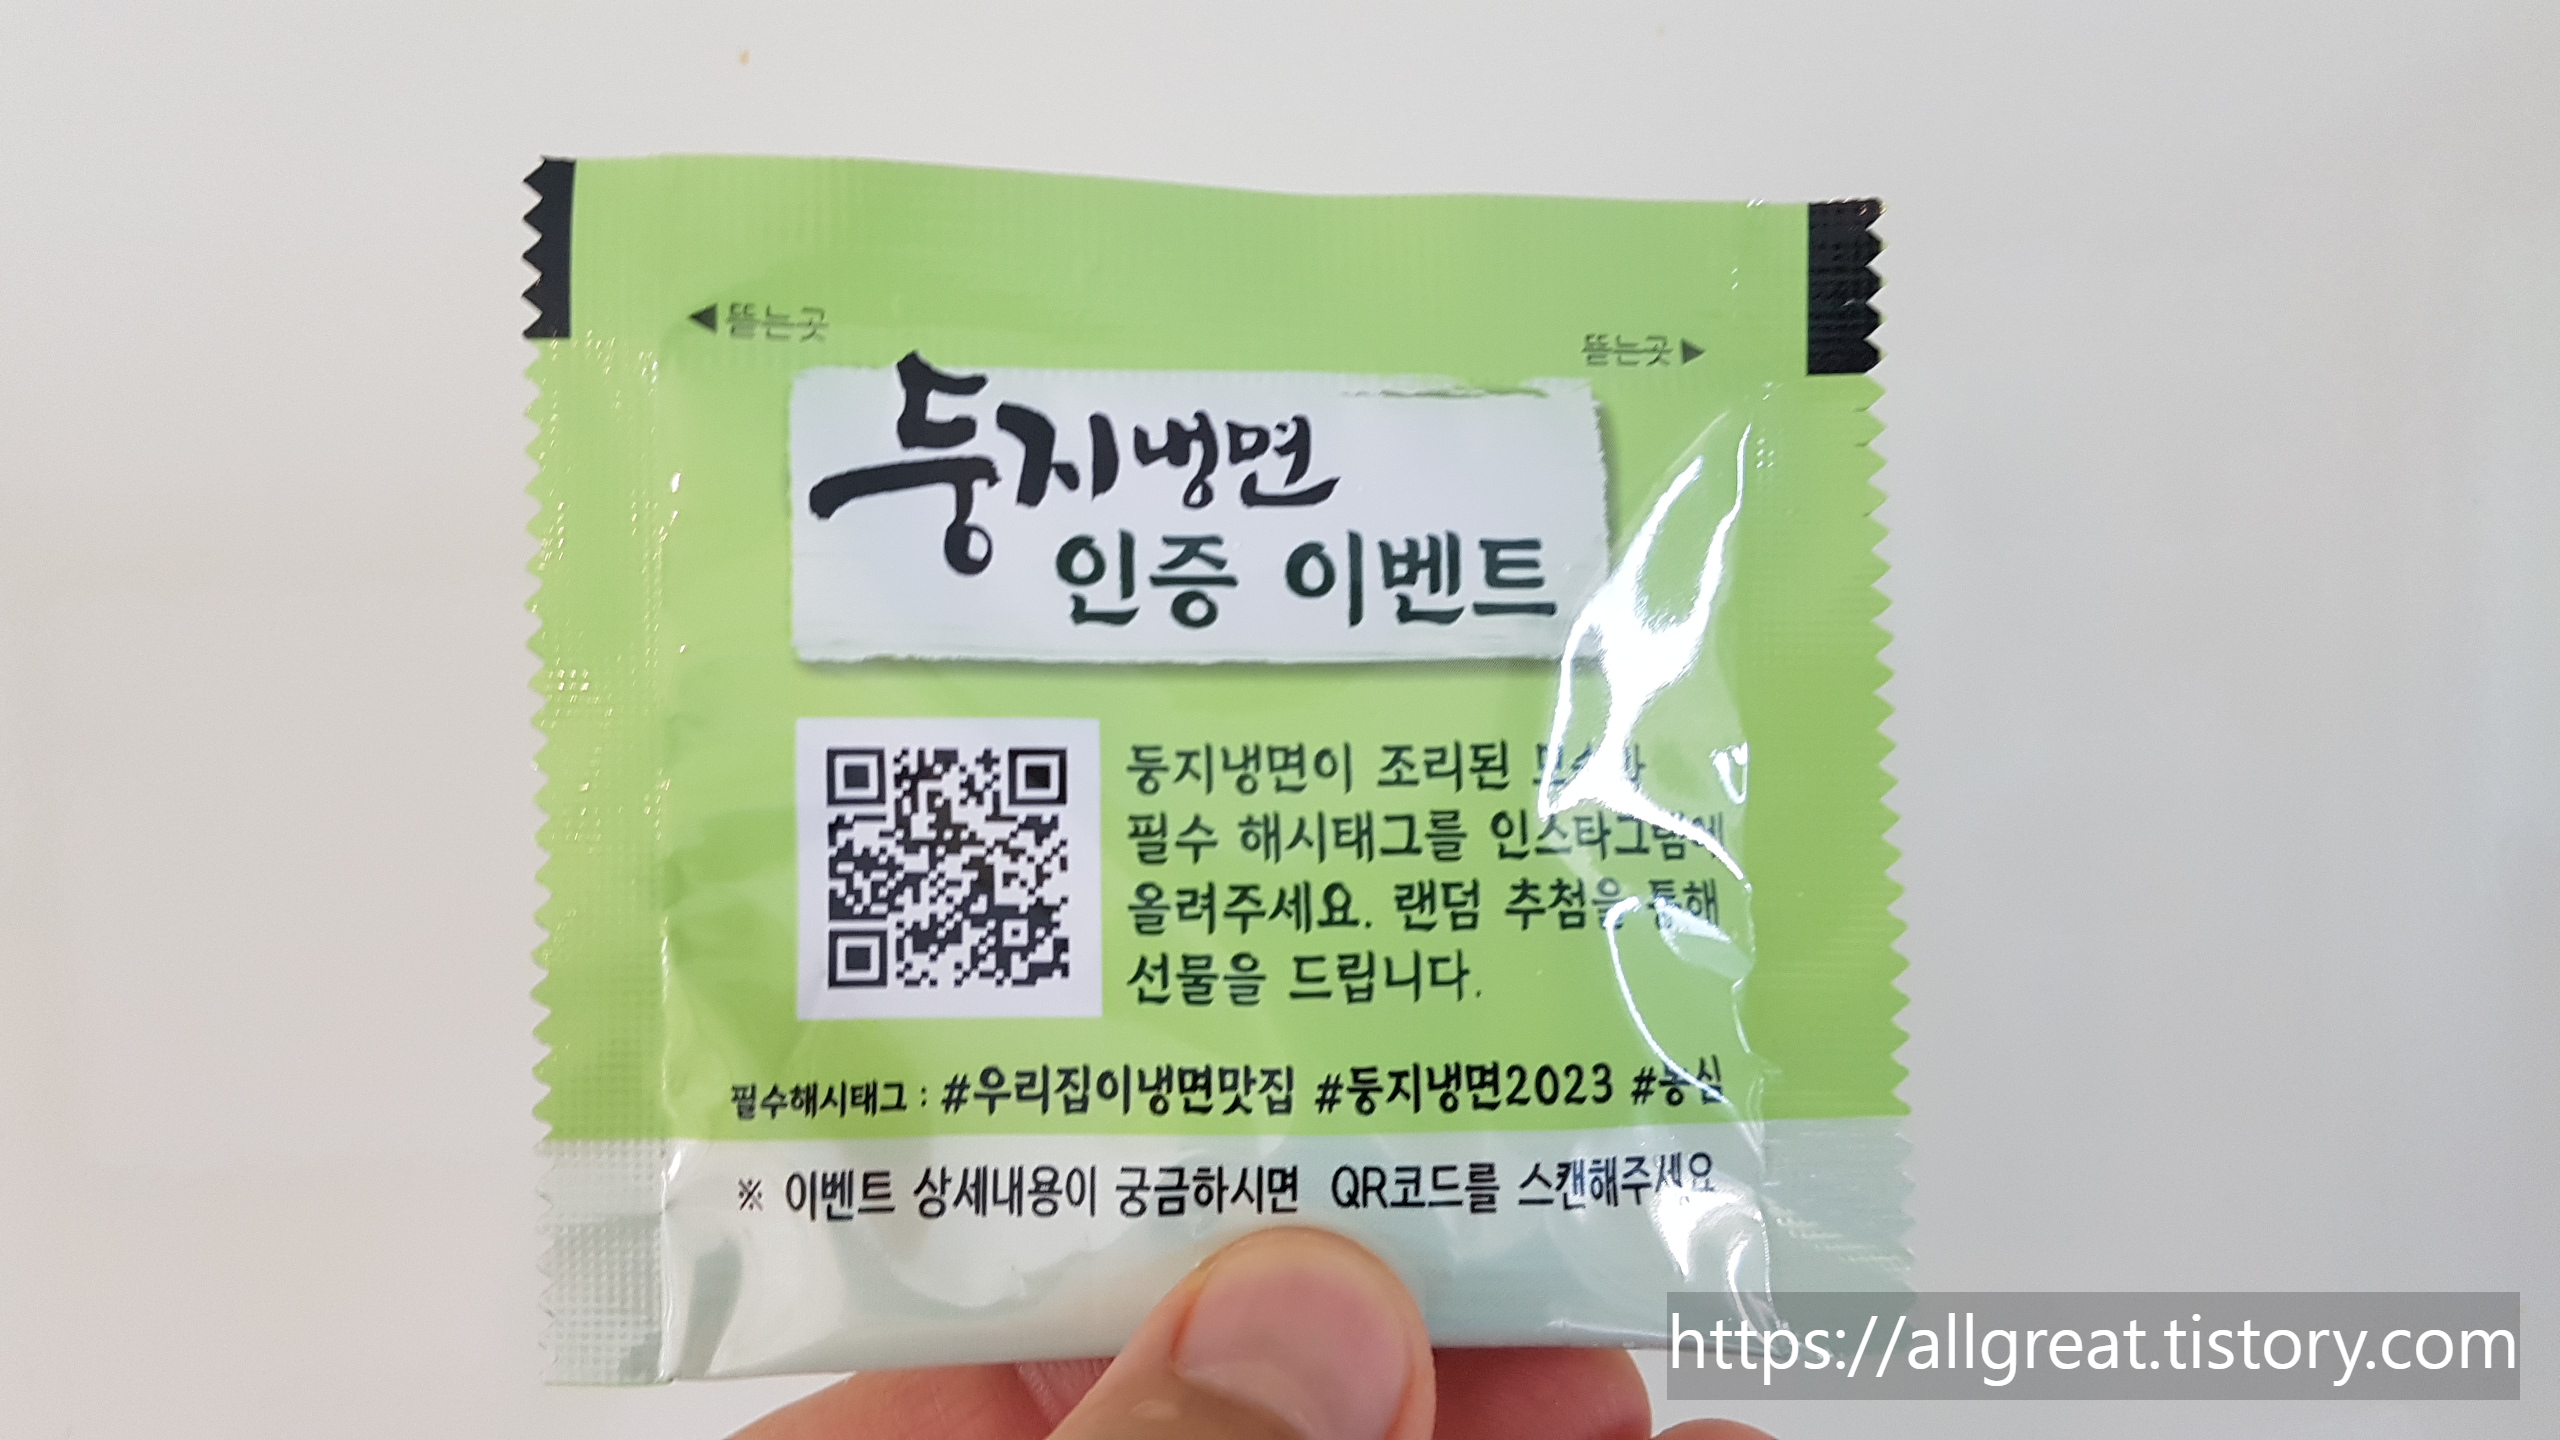 ◀뜯는곳
뜯는곳▶
둥지냉면
인증 이벤트
둥지냉면이 조리된 모습과
필수 해시태그를 인스타그램에
올려주세요. 랜덤 추첨을 통해
선물을 드립니다.
필수해시태그 : #우리집이냉면맛집 #둥지냉면2023 #농심
※ 이벤트 상세내용이 궁금하시면 QR코드를 스캔해주세요
https://allgreat.tistory.com